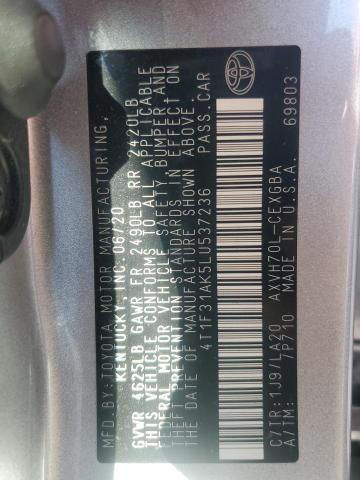 MFD BY:TOYOTA MOTOR MANUFACTURING,
KENTUCKY, INC. 06/20
GVWR 4625LB GAWR FR 2490LB RR 2420LB
THIS VEHICLE CONFORMS TO ALL APPLICABLE
FEDERAL MOTOR VEHICLE SAFETY, BUMPER, AND
THEFT PREVENTION STANDARDS IN EFFECT ON
THE DATE OF MANUFACTURE SHOWN ABOVE.
4T1F31AK5LU537236 PASS.CAR
C/TR:1J9/LA20 AXVH70L-CEXGBA
A/TM: 7P710 U.S.A. 69803